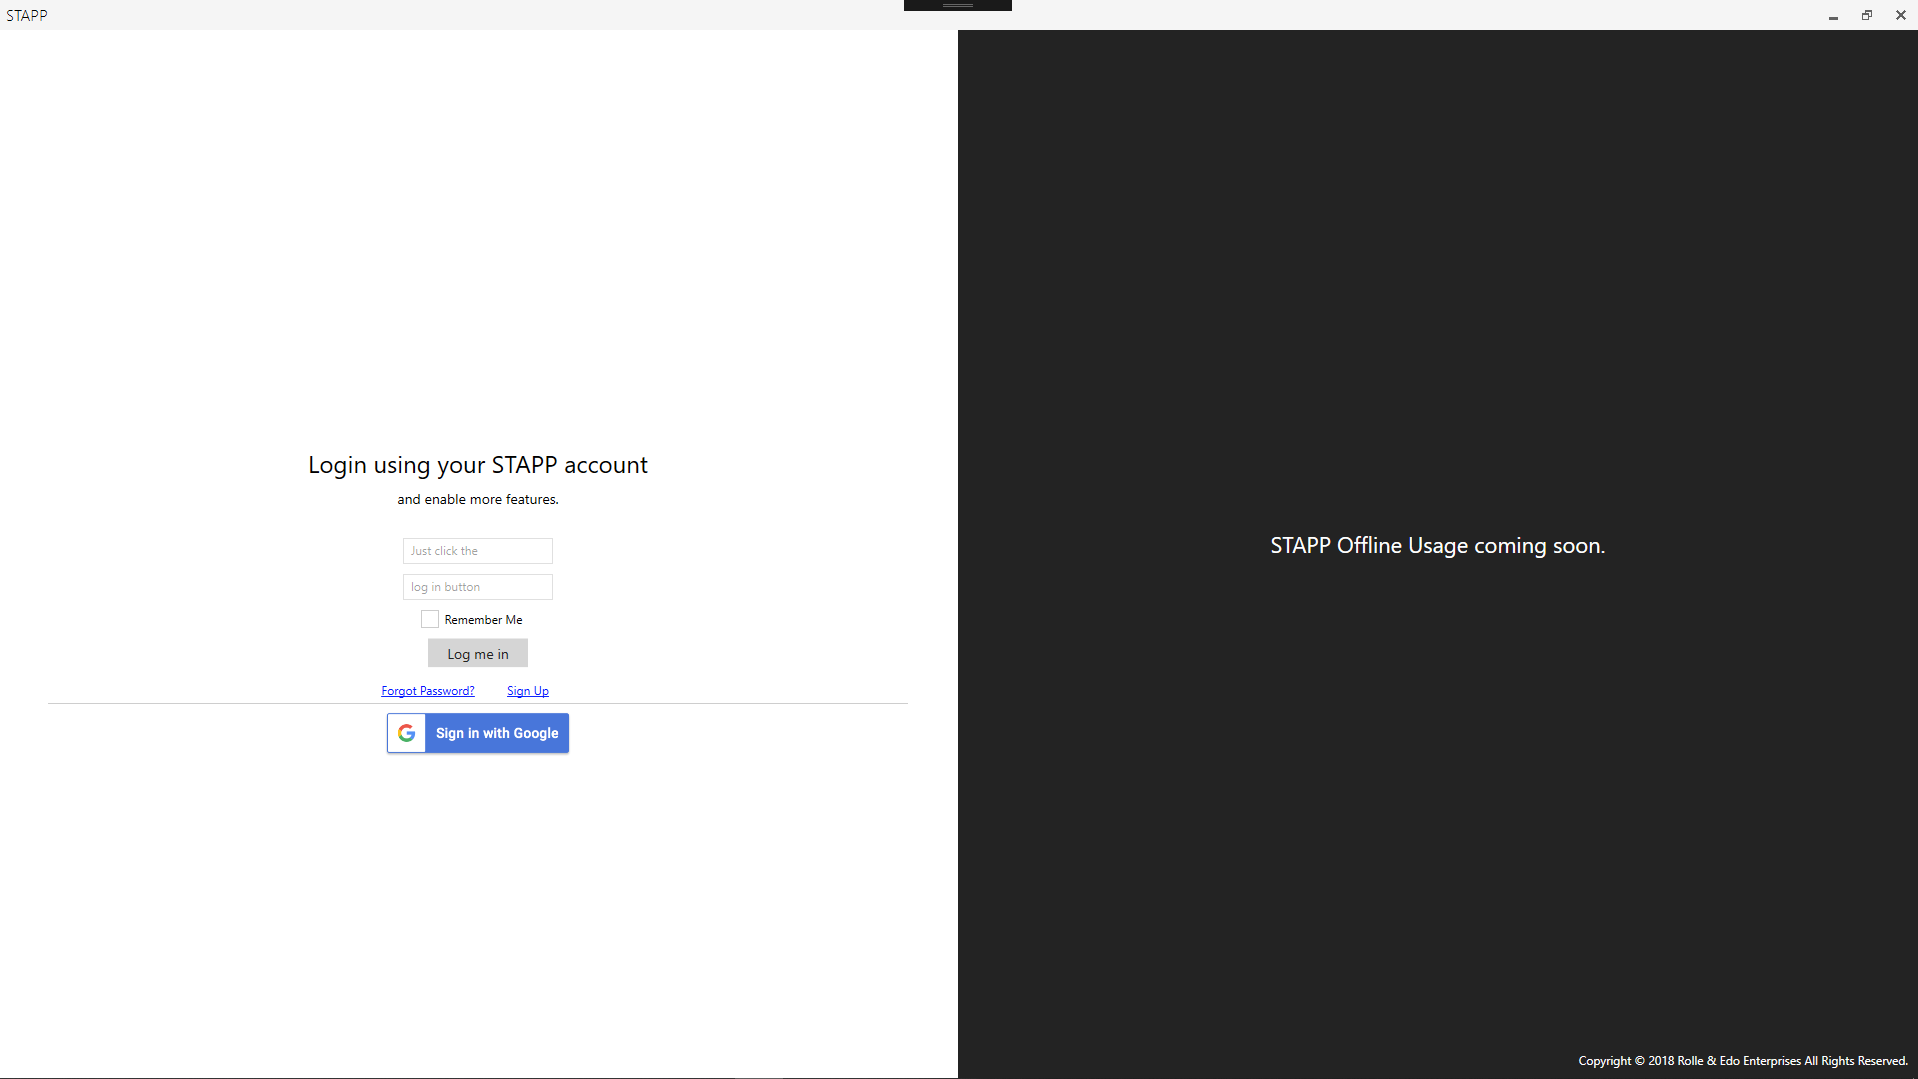 STAPP
Login using your STAPP account
and enable more features.
Just click the
log in button
Remember Me
Log me in
Forgot Password? Sign Up
Sign in with Google
STAPP Offline Usage coming soon.
Copyright © 2018 Rolle & Edo Enterprises All Rights Reserved.